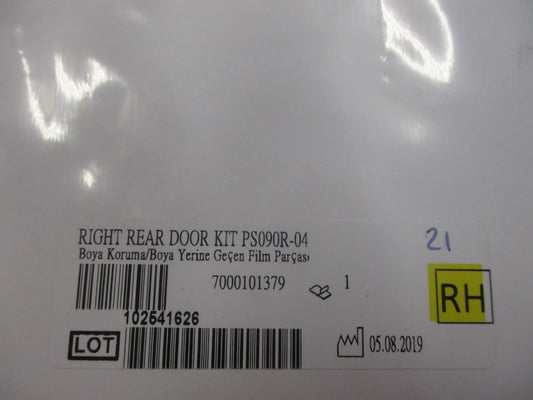 RIGHT REAR DOOR KIT PS090R-04
21
Boya Koruma/Boya Yerine Geçen Film Parçası
7000101379
1
RH
102541626
LOT
05.08.2019